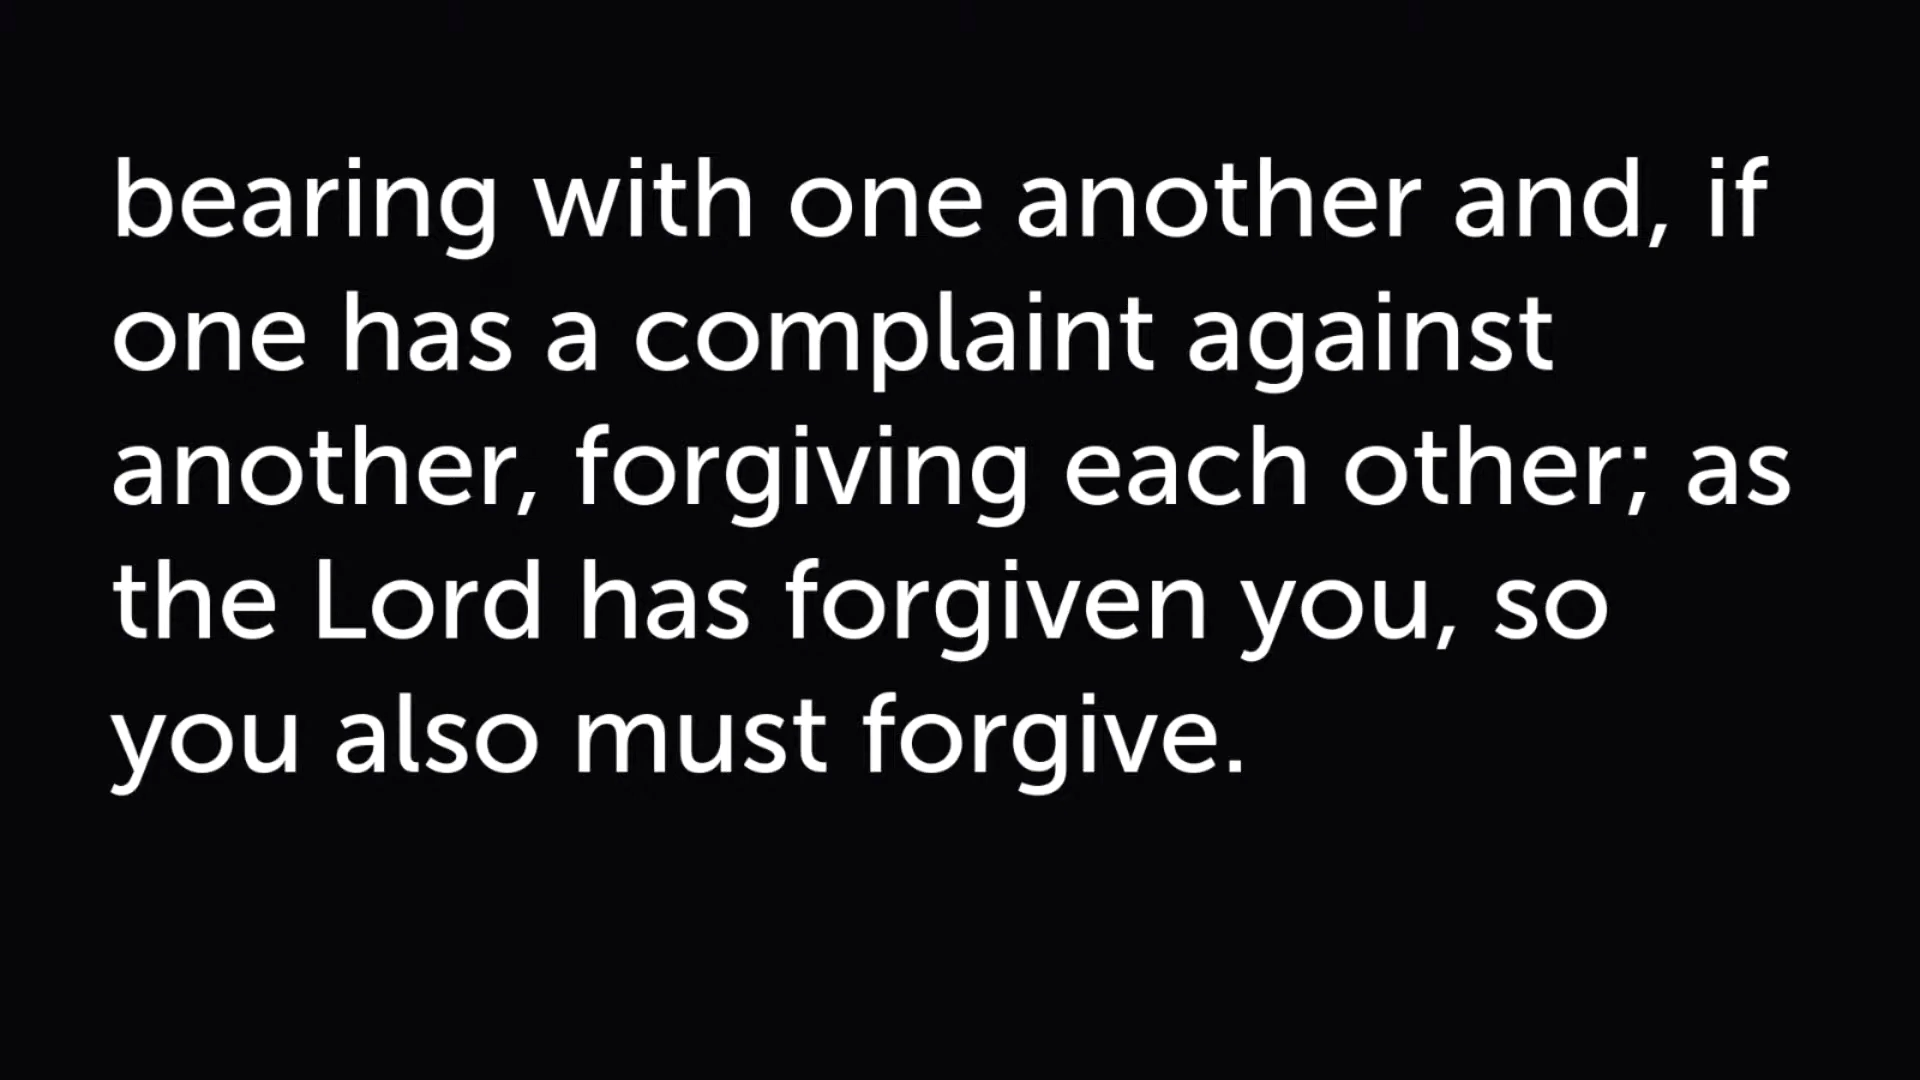 bearing with one another and, if
one has a complaint against
another, forgiving each other; as
the Lord has forgiven you, so
you also must forgive.